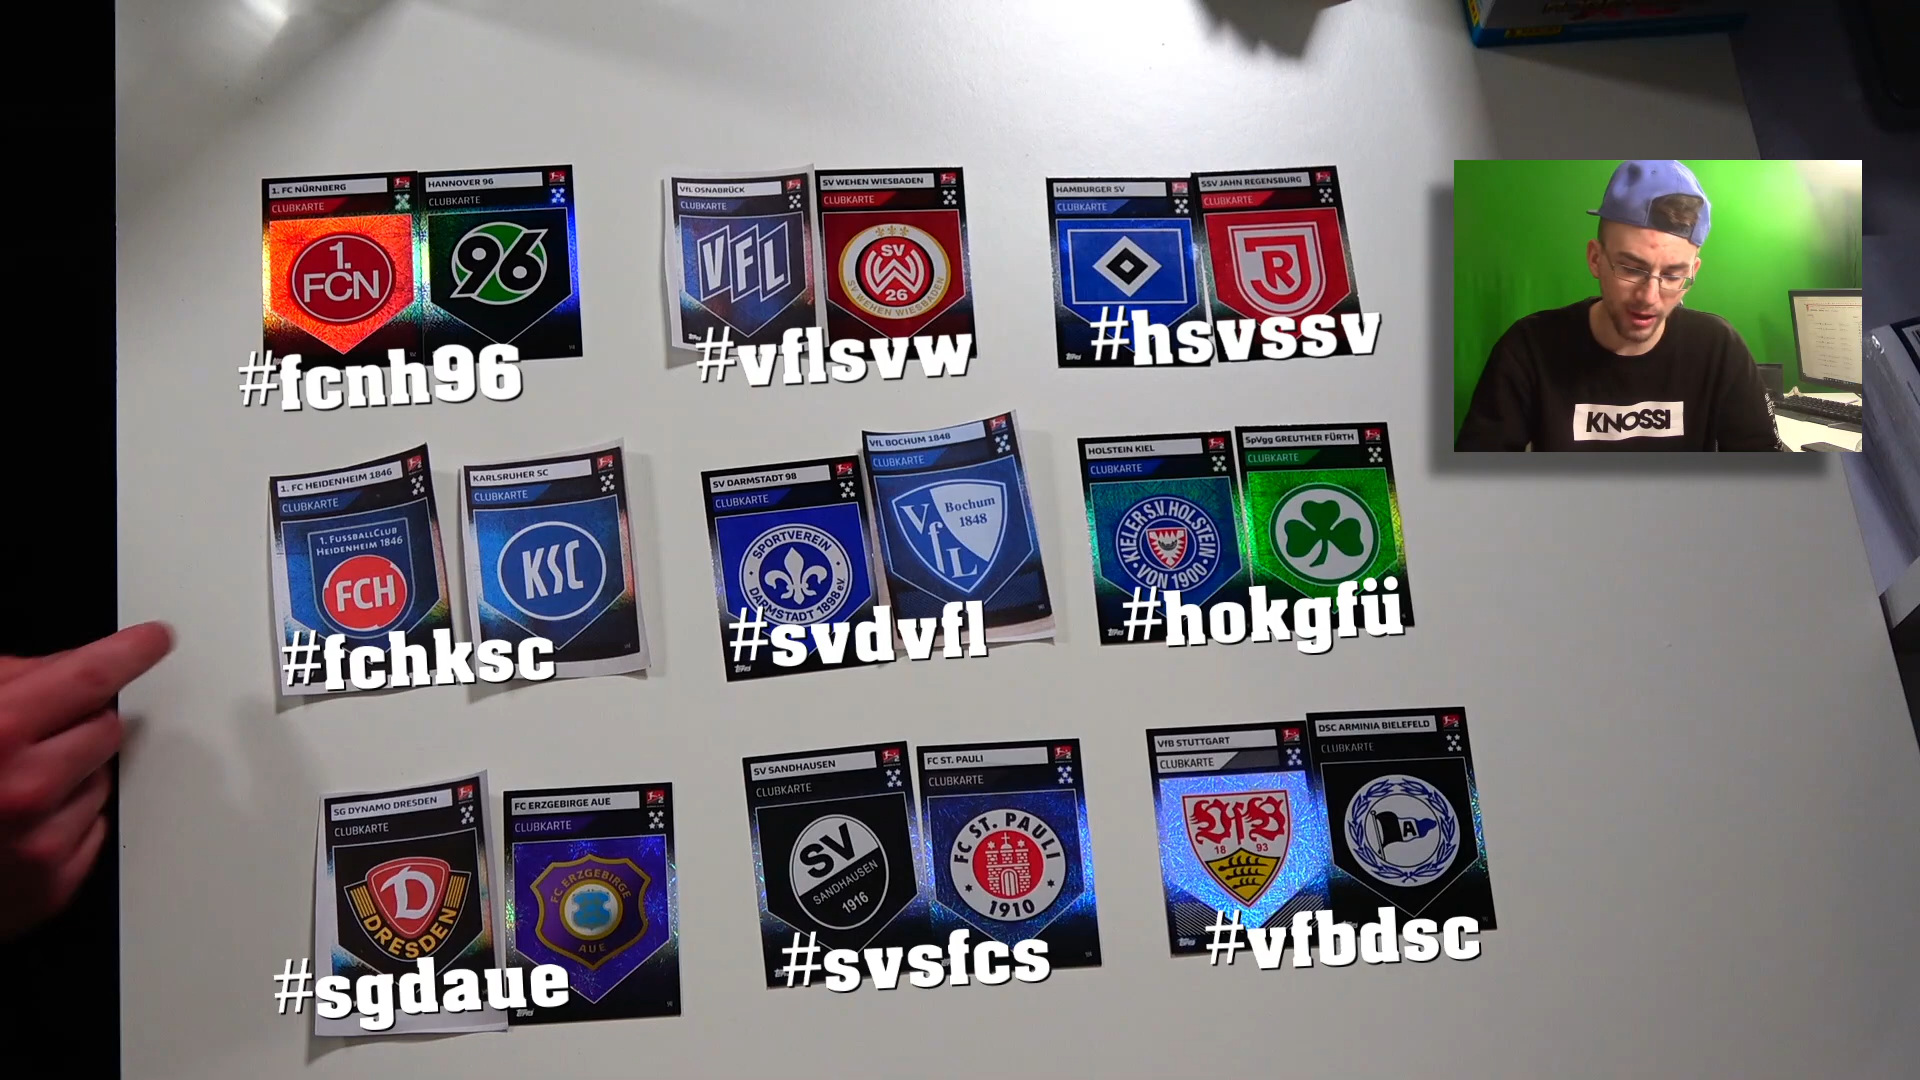 1. FC NÜRNBERG
CLUBKARTE
1.
FCN
HANNOVER 96
CLUBKARTE
96
#fcnh96
VfL OSNABRÜCK
CLUBKARTE
VFL
SV WEHEN WIESBADEN
CLUBKARTE
SV
W
26
SV WEHEN WIESBADEN
#vflsvw
HAMBURGER SV
CLUBKARTE
SSV JAHN REGENSBURG
CLUBKARTE
JR
#hsvssv
KNOSSI
1. FC HEIDENHEIM 1846
CLUBKARTE
1. FUSSBALLCLUB
HEIDENHEIM 1846
FCH
KARLSRUHER SC
CLUBKARTE
KSC
#fchksc
SV DARMSTADT 98
CLUBKARTE
SPORTVEREIN
DARMSTADT 1898 e.V.
VfL BOCHUM 1848
CLUBKARTE
VfL
Bochum
1848
#svdvfl
HOLSTEIN KIEL
CLUBKARTE
KIELER S.V. HOLSTEIN
VON 1900
SpVgg GREUTHER FÜRTH
CLUBKARTE
#hokgfü
SG DYNAMO DRESDEN
CLUBKARTE
D
DRESDEN
FC ERZGEBIRGE AUE
CLUBKARTE
FC ERZGEBIRGE
AUE
#sgdaue
SV SANDHAUSEN
CLUBKARTE
SV
SANDHAUSEN
1916
FC ST. PAULI
CLUBKARTE
FC ST. PAULI
1910
#svsfcs
VfB STUTTGART
CLUBKARTE
VfB
18 93
DSC ARMINIA BIELEFELD
CLUBKARTE
A
#vfbdsc